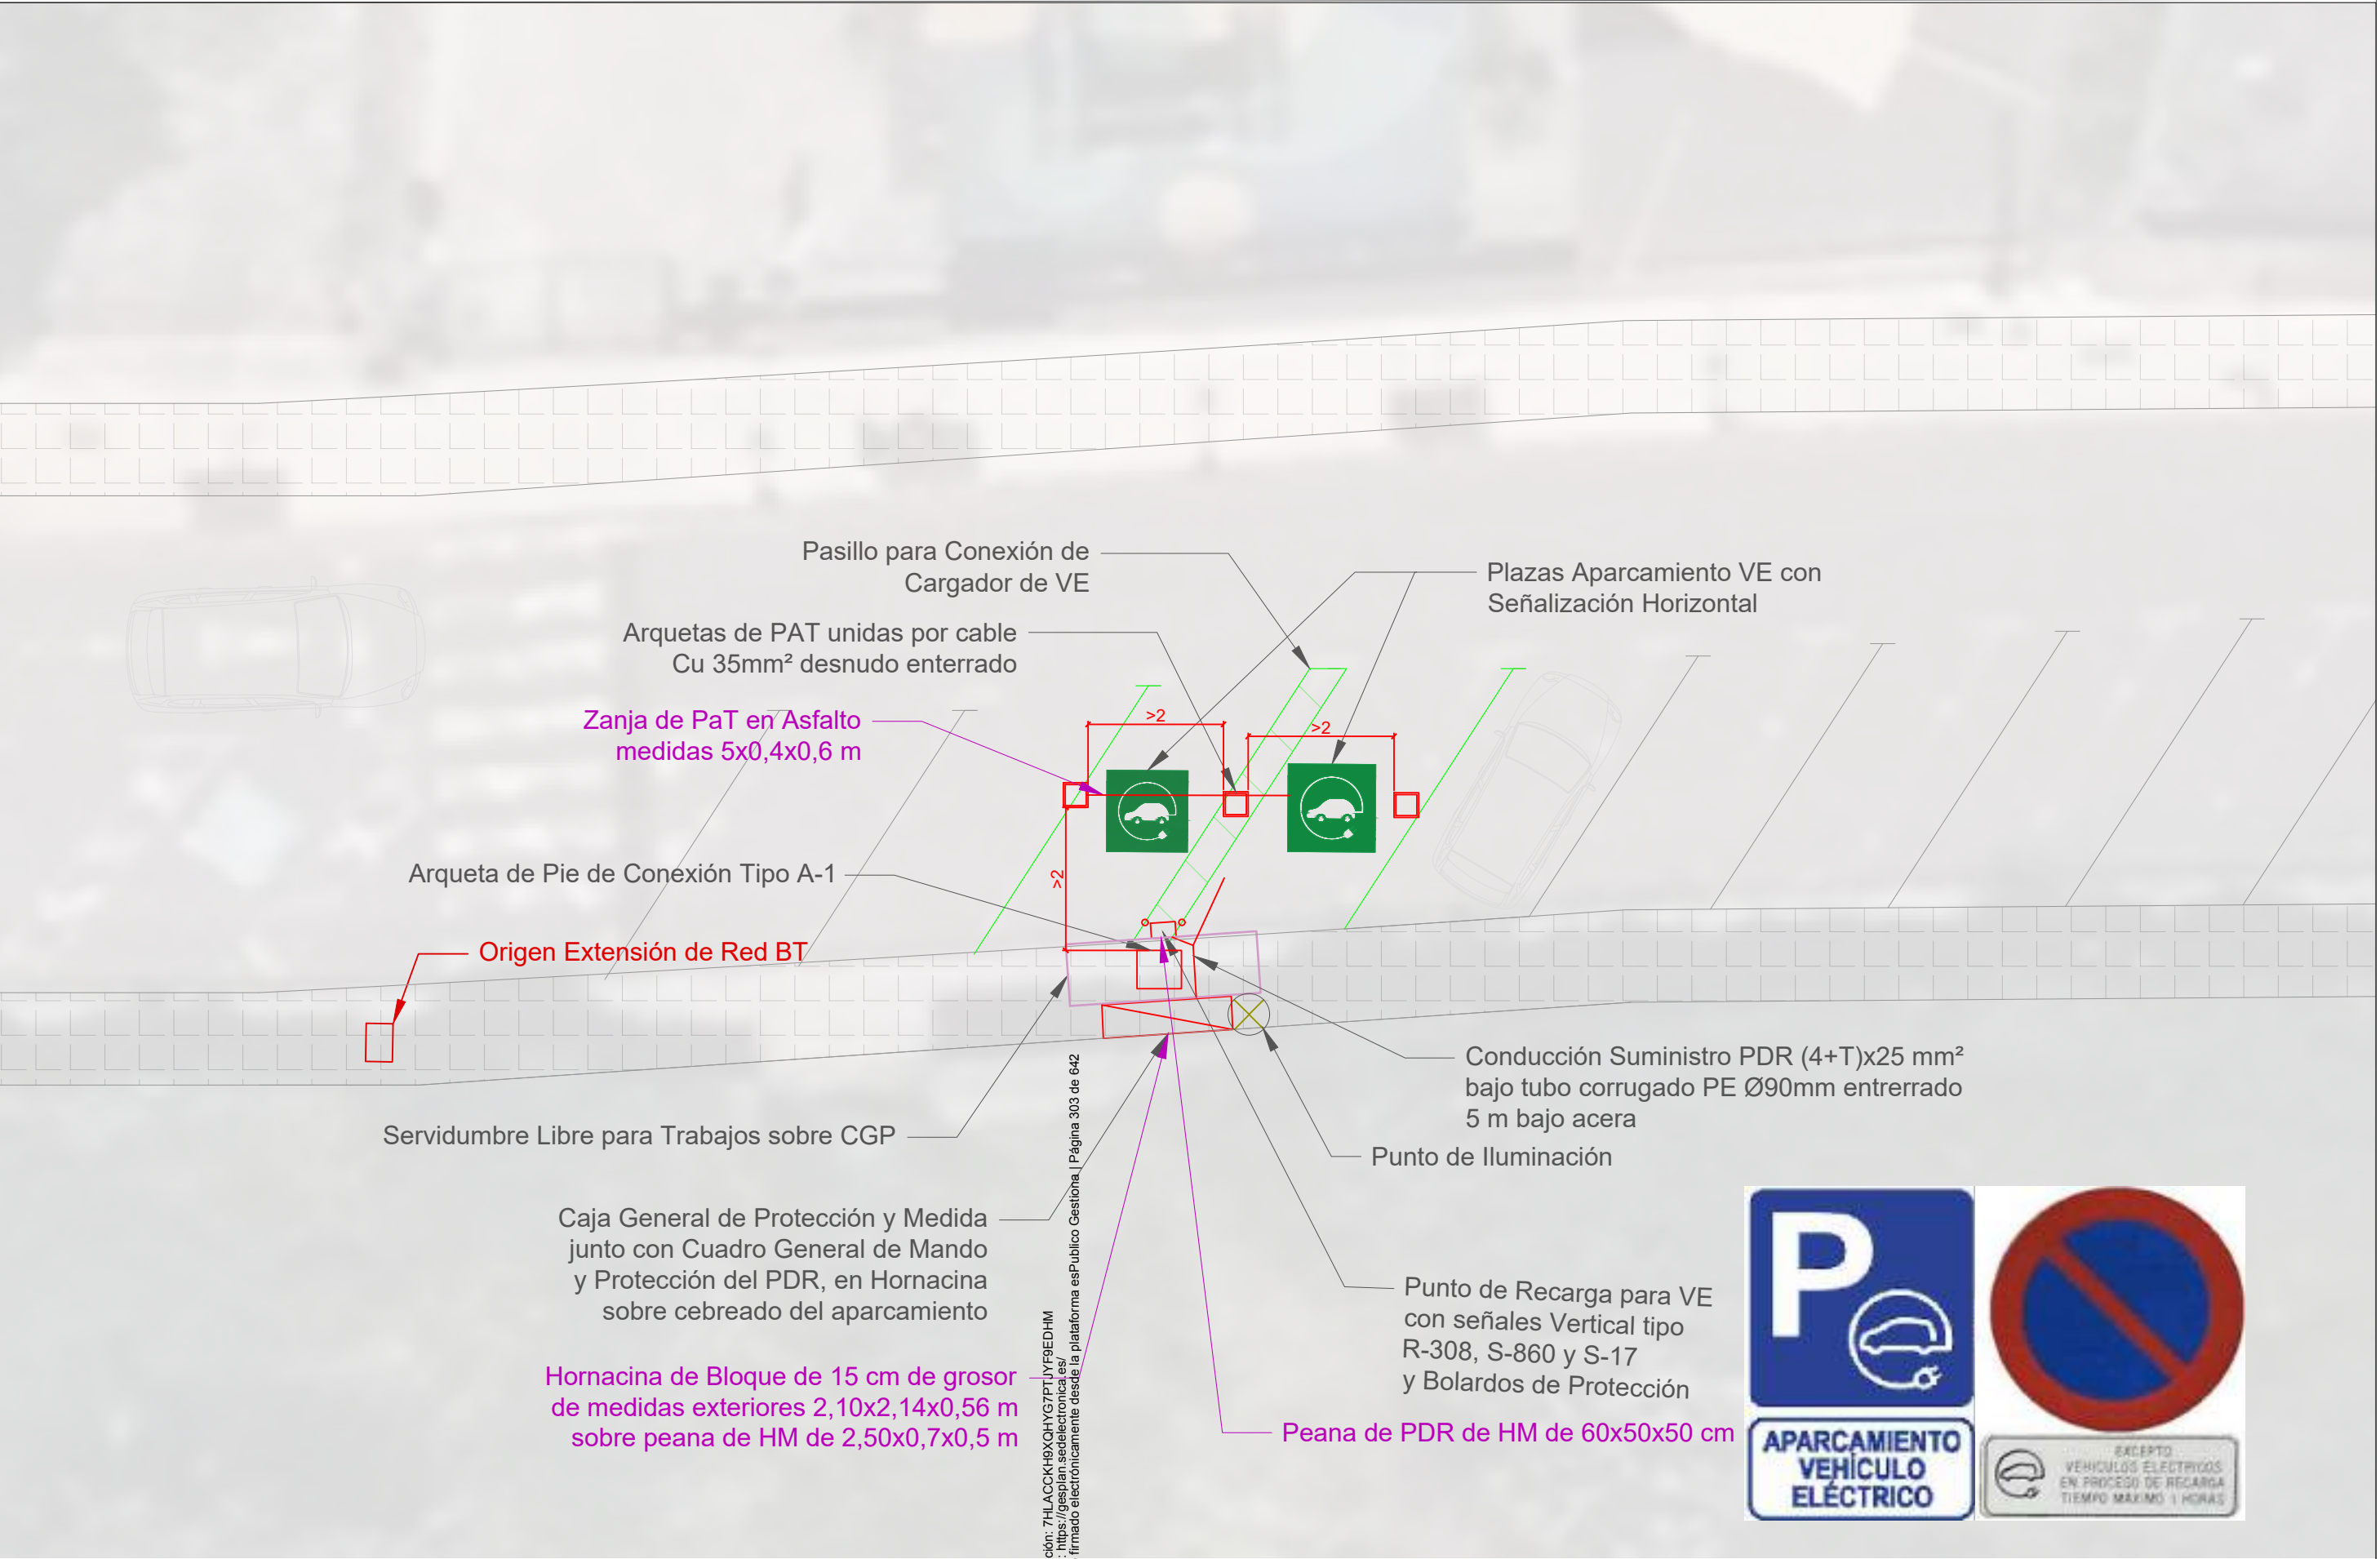 Pasillo para Conexión de
Cargador de VE
Plazas Aparcamiento VE con
Señalización Horizontal
Arquetas de PAT unidas por cable
Cu 35mm² desnudo enterrado
Zanja de PaT en Asfalto
medidas 5x0,4x0,6 m
>2
>2
>2
Arqueta de Pie de Conexión Tipo A-1
Origen Extensión de Red BT
Conducción Suministro PDR (4+T)x25 mm²
bajo tubo corrugado PE Ø90mm entrerrado
5 m bajo acera
Servidumbre Libre para Trabajos sobre CGP
Punto de Iluminación
Caja General de Protección y Medida
junto con Cuadro General de Mando
y Protección del PDR, en Hornacina
sobre cebreado del aparcamiento
Punto de Recarga para VE
con señales Vertical tipo
R-308, S-860 y S-17
y Bolardos de Protección
Hornacina de Bloque de 15 cm de grosor
de medidas exteriores 2,10x2,14x0,56 m
sobre peana de HM de 2,50x0,7x0,5 m
Peana de PDR de HM de 60x50x50 cm
ción: 7HLACCKH9XQHYG7PTJYF9EDHM
: https://gesplan.sedelectronica.es/
firmado electrónicamente desde la plataforma esPublico Gestiona | Página 303 de 642
P
APARCAMIENTO
VEHÍCULO
ELÉCTRICO
EXCEPTO
VEHICULOS ELECTRICOS
EN PROCESO DE RECARGA
TIEMPO MAXIMO 1 HORAS